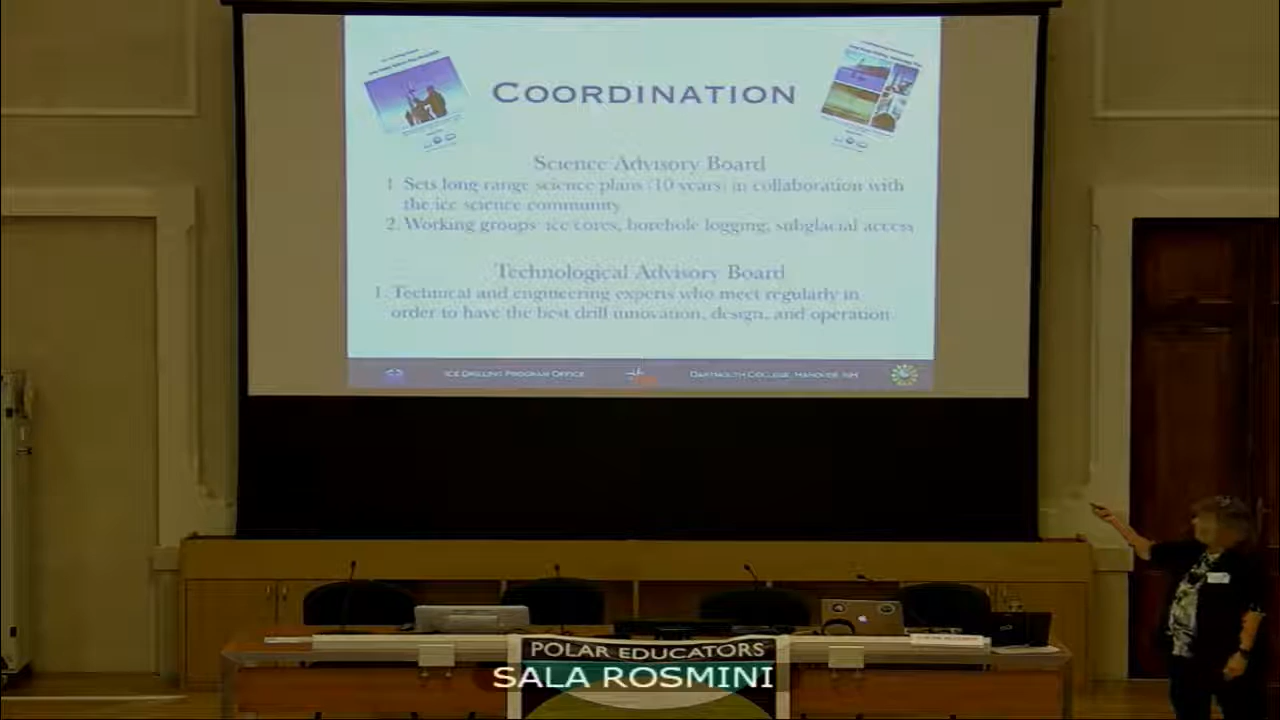 COORDINATION
Science Advisory Board
1. Sets long range science plans (10 years) in collaboration with
the ice science community
2. Working groups: ice cores, borehole logging, subglacial access
Technological Advisory Board
1. Technical and engineering experts who meet regularly in
order to have the best drill innovation, design, and operation
ICE DRILLING PROGRAM OFFICE
DARTMOUTH COLLEGE, HANOVER NH
POLAR EDUCATORS
SALA ROSMINI